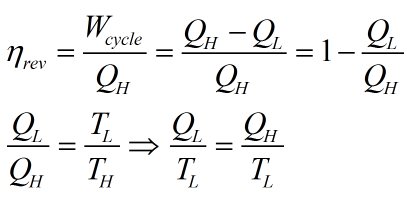 η_rev = W_cycle / Q_H = (Q_H − Q_L) / Q_H = 1 − Q_L / Q_H
Q_L / Q_H = T_L / T_H ⇒ Q_L / T_L = Q_H / T_L